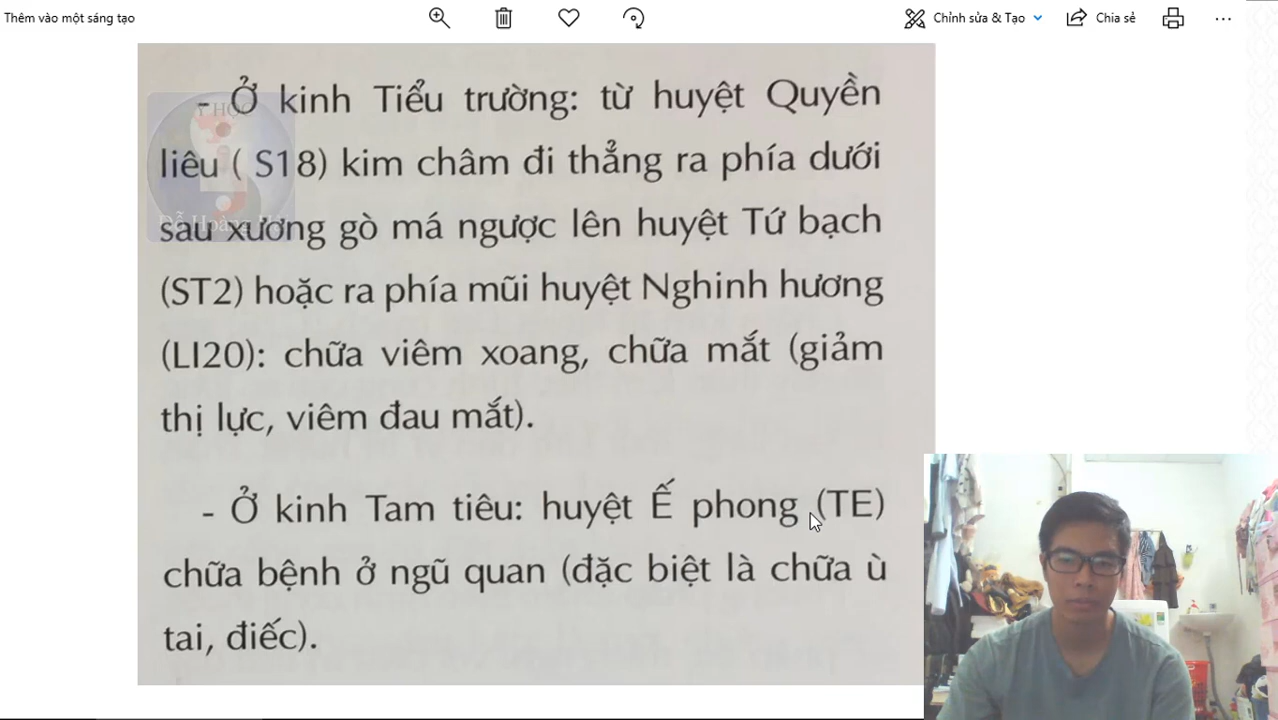 Thêm vào một sáng tạo
Chỉnh sửa & Tạo
Chia sẻ
Y HỌC
- Ở kinh Tiểu trường: từ huyệt Quyền
liêu ( S18) kim châm đi thẳng ra phía dưới
sau xương gò má ngược lên huyệt Tứ bạch
(ST2) hoặc ra phía mũi huyệt Nghinh hương
(LI20): chữa viêm xoang, chữa mắt (giảm
thị lực, viêm đau mắt).
- Ở kinh Tam tiêu: huyệt Ế phong (TE)
chữa bệnh ở ngũ quan (đặc biệt là chữa ù
tai, điếc).